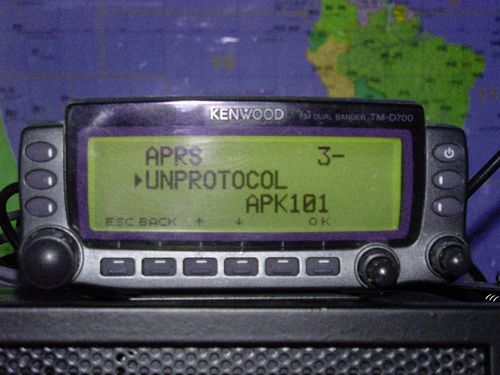 KENWOOD
FM DUAL BANDER TM-D700
APRS 3-
▶UNPROTOCOL
APK101
ESC BACK ↑ ↓ OK